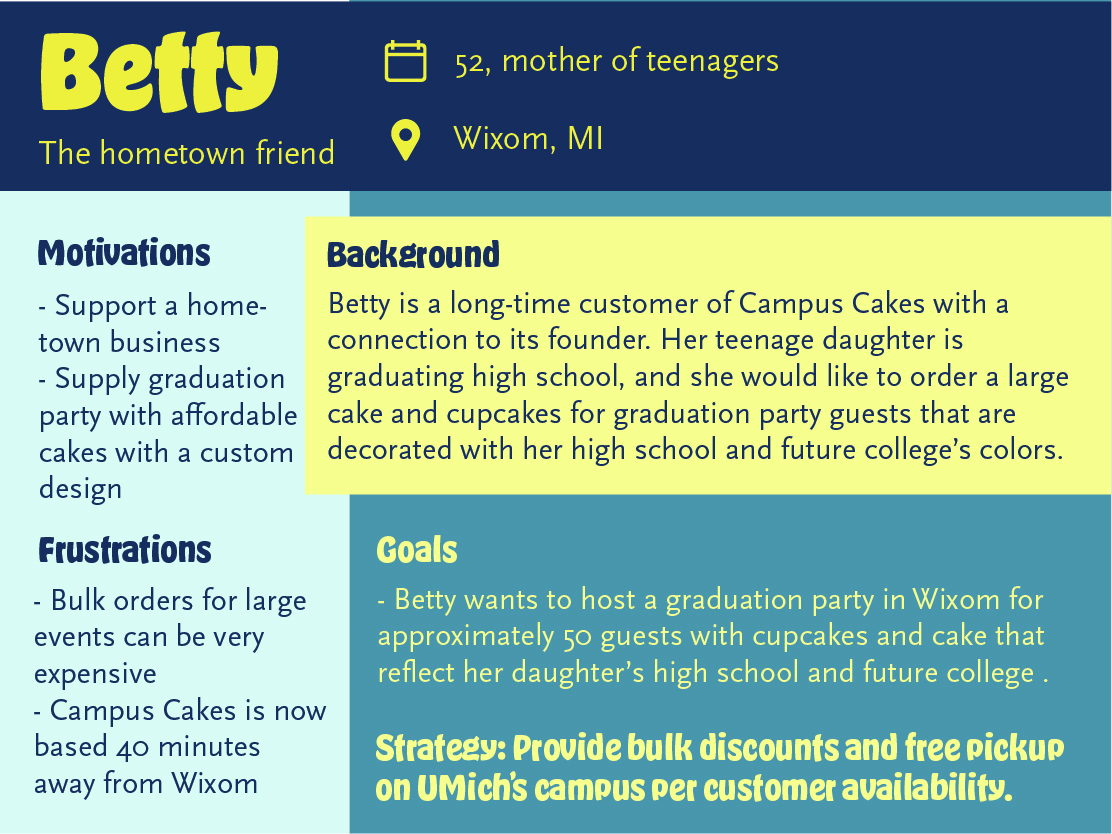 Betty
The hometown friend
52, mother of teenagers
Wixom, MI
Motivations
- Support a home-
town business
- Supply graduation
party with affordable
cakes with a custom
design
Frustrations
- Bulk orders for large
events can be very
expensive
- Campus Cakes is now
based 40 minutes
away from Wixom
Background
Betty is a long-time customer of Campus Cakes with a
connection to its founder. Her teenage daughter is
graduating high school, and she would like to order a large
cake and cupcakes for graduation party guests that are
decorated with her high school and future college’s colors.
Goals
- Betty wants to host a graduation party in Wixom for
approximately 50 guests with cupcakes and cake that
reflect her daughter’s high school and future college .
Strategy: Provide bulk discounts and free pickup
on UMich’s campus per customer availability.